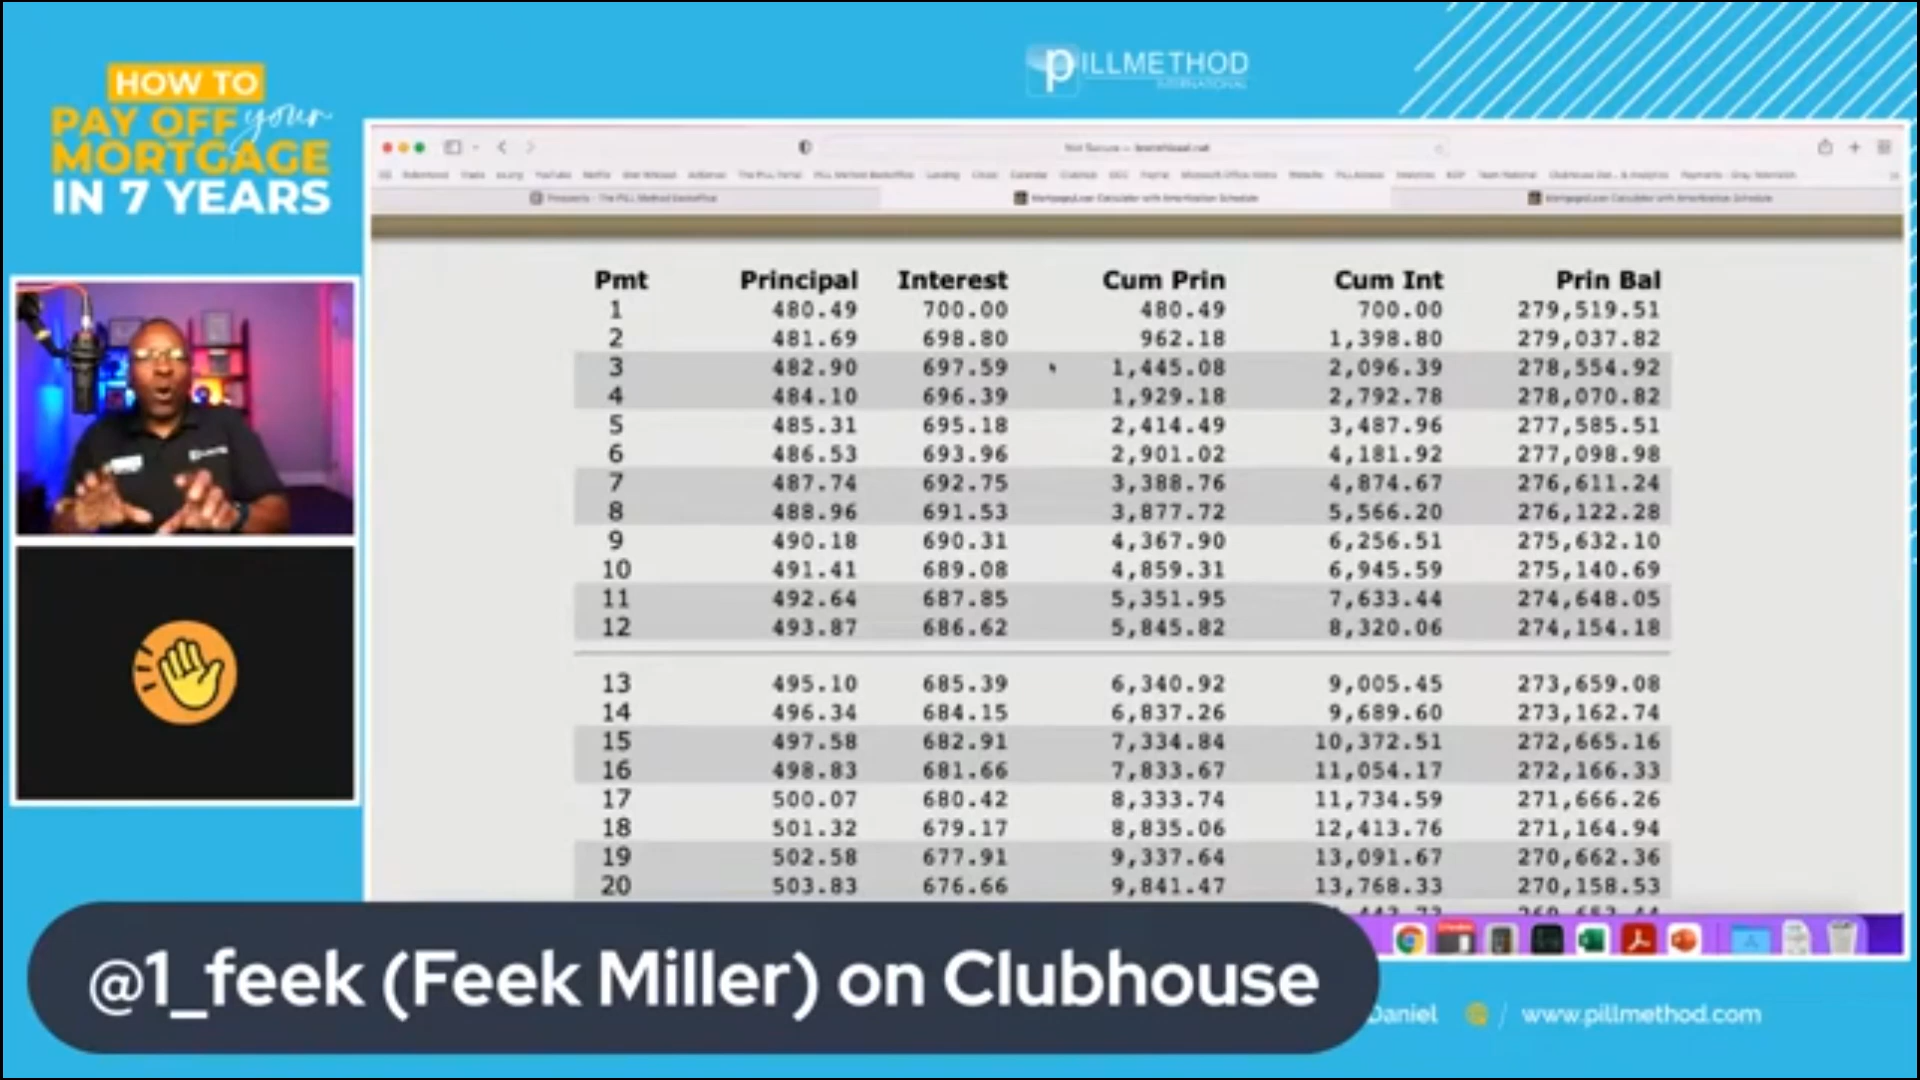 HOW TO
PAY OFF your
MORTGAGE
IN 7 YEARS
PILLMETHOD
INTERNATIONAL
Pmt Principal Interest Cum Prin Cum Int Prin Bal
1 480.49 700.00 480.49 700.00 279,519.51
2 481.69 698.80 962.18 1,398.80 279,037.82
3 482.90 697.59 1,445.08 2,096.39 278,554.92
4 484.10 696.39 1,929.18 2,792.78 278,070.82
5 485.31 695.18 2,414.49 3,487.96 277,585.51
6 486.53 693.96 2,901.02 4,181.92 277,098.98
7 487.74 692.75 3,388.76 4,874.67 276,611.24
8 488.96 691.53 3,877.72 5,566.20 276,122.28
9 490.18 690.31 4,367.90 6,256.51 275,632.10
10 491.41 689.08 4,859.31 6,945.59 275,140.69
11 492.64 687.85 5,351.95 7,633.44 274,648.05
12 493.87 686.62 5,845.82 8,320.06 274,154.18
13 495.10 685.39 6,340.92 9,005.45 273,659.08
14 496.34 684.15 6,837.26 9,689.60 273,162.74
15 497.58 682.91 7,334.84 10,372.51 272,665.16
16 498.83 681.66 7,833.67 11,054.17 272,166.33
17 500.07 680.42 8,333.74 11,734.59 271,666.26
18 501.32 679.17 8,835.06 12,413.76 271,164.94
19 502.58 677.91 9,337.64 13,091.67 270,662.36
20 503.83 676.66 9,841.47 13,768.33 270,158.53
@1_feek (Feek Miller) on Clubhouse
Daniel / www.pillmethod.com